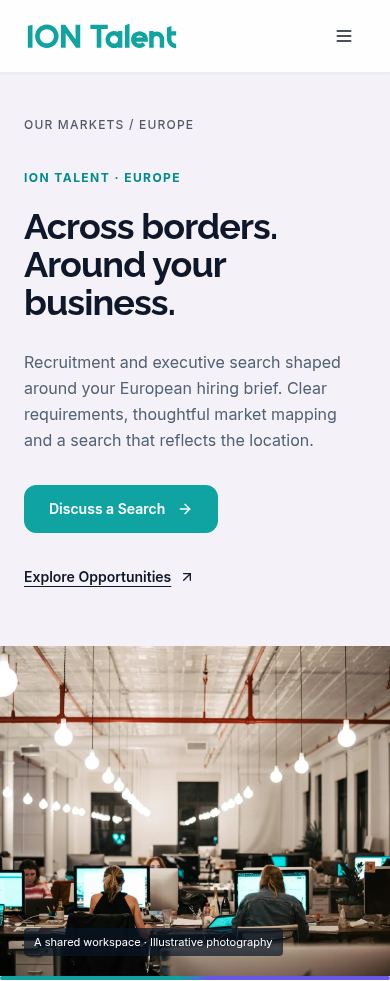 ION Talent
OUR MARKETS / EUROPE
ION TALENT · EUROPE
Across borders.
Around your
business.
Recruitment and executive search shaped
around your European hiring brief. Clear
requirements, thoughtful market mapping
and a search that reflects the location.
Discuss a Search →
Explore Opportunities ↗
A shared workspace · Illustrative photography